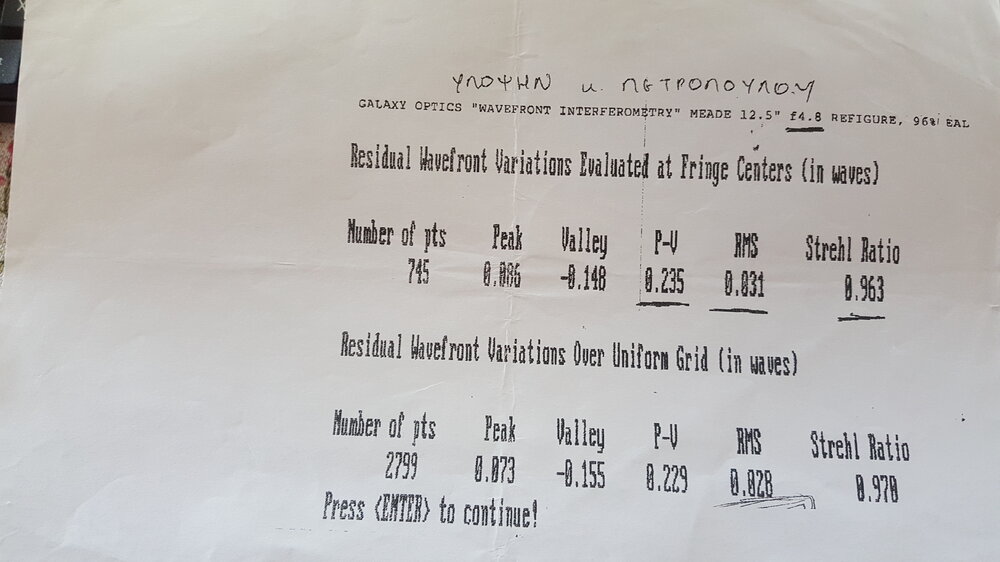 ΥΠΟΨΗΝ κ. ΠΕΤΡΟΠΟΥΛΟΥ
GALAXY OPTICS "WAVEFRONT INTERFEROMETRY" MEADE 12.5" f4.8 REFIGURE, 96% EAL
Residual Wavefront Variations Evaluated at Fringe Centers (in waves)
Number of pts Peak Valley P-V RMS Strehl Ratio
745 0.086 -0.148 0.235 0.031 0.963
Residual Wavefront Variations Over Uniform Grid (in waves)
Number of pts Peak Valley P-V RMS Strehl Ratio
2799 0.073 -0.155 0.229 0.028 0.970
Press <ENTER> to continue!